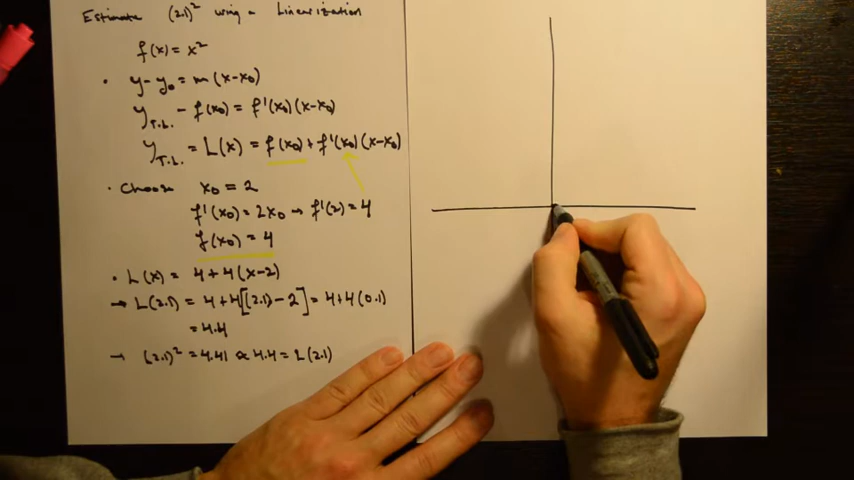 Estimate (2.1)² using a Linearization
f(x) = x²
• y-y₀ = m(x-x₀)
y_T.L. - f(x₀) = f'(x₀)(x-x₀)
y_T.L. = L(x) = f(x₀) + f'(x₀)(x-x₀)
• Choose x₀ = 2
f'(x₀) = 2x₀ → f'(2) = 4
f(x₀) = 4
• L(x) = 4+4(x-2)
→ L(2.1) = 4+4[(2.1)-2] = 4+4(0.1)
= 4.4
→ (2.1)² = 4.41 ≈ 4.4 = L(2.1)